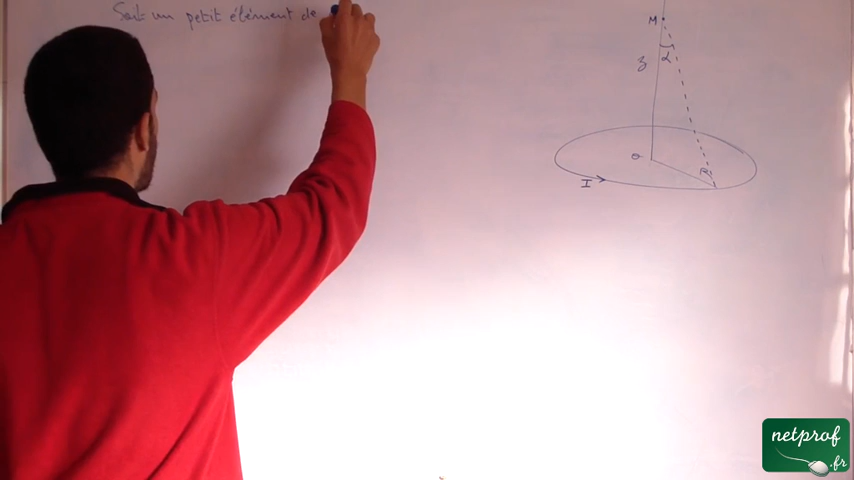 Soit un petit élément de
M
z
α
O
R
I
netprof
.fr